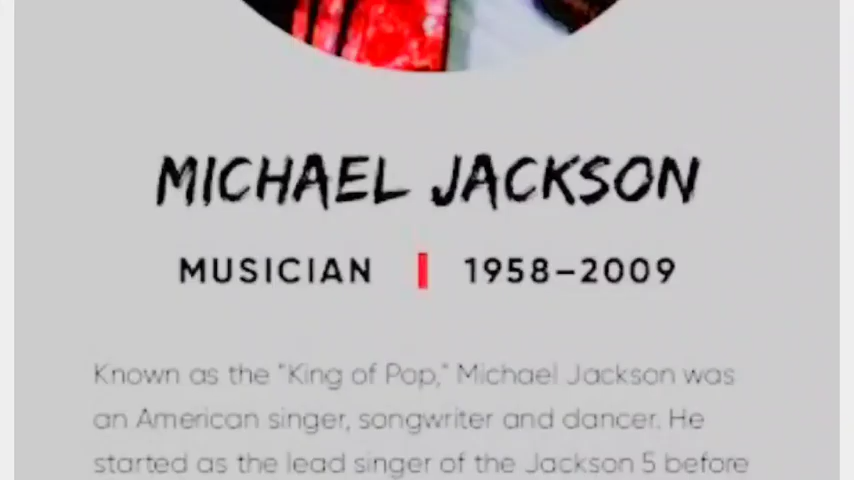 MICHAEL JACKSON
MUSICIAN | 1958–2009
Known as the "King of Pop," Michael Jackson was
an American singer, songwriter and dancer. He
started as the lead singer of the Jackson 5 before